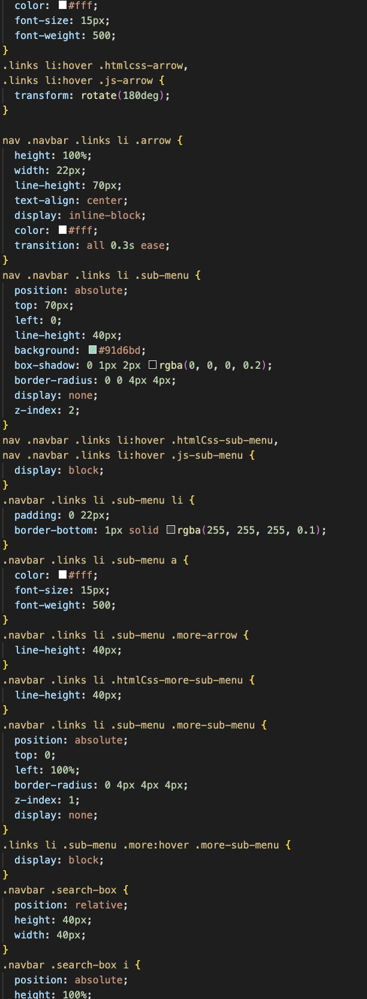 color: #fff;
font-size: 15px;
font-weight: 500;
}
.links li:hover .htmlcss-arrow,
.links li:hover .js-arrow {
transform: rotate(180deg);
}
nav .navbar .links li .arrow {
height: 100%;
width: 22px;
line-height: 70px;
text-align: center;
display: inline-block;
color: #fff;
transition: all 0.3s ease;
}
nav .navbar .links li .sub-menu {
position: absolute;
top: 70px;
left: 0;
line-height: 40px;
background: #91d6bd;
box-shadow: 0 1px 2px rgba(0, 0, 0, 0.2);
border-radius: 0 0 4px 4px;
display: none;
z-index: 2;
}
nav .navbar .links li:hover .htmlCss-sub-menu,
nav .navbar .links li:hover .js-sub-menu {
display: block;
}
.navbar .links li .sub-menu li {
padding: 0 22px;
border-bottom: 1px solid rgba(255, 255, 255, 0.1);
}
.navbar .links li .sub-menu a {
color: #fff;
font-size: 15px;
font-weight: 500;
}
.navbar .links li .sub-menu .more-arrow {
line-height: 40px;
}
.navbar .links li .htmlCss-more-sub-menu {
line-height: 40px;
}
.navbar .links li .sub-menu .more-sub-menu {
position: absolute;
top: 0;
left: 100%;
border-radius: 0 4px 4px 4px;
z-index: 1;
display: none;
}
.links li .sub-menu .more:hover .more-sub-menu {
display: block;
}
.navbar .search-box {
position: relative;
height: 40px;
width: 40px;
}
.navbar .search-box i {
position: absolute;
height: 100%;